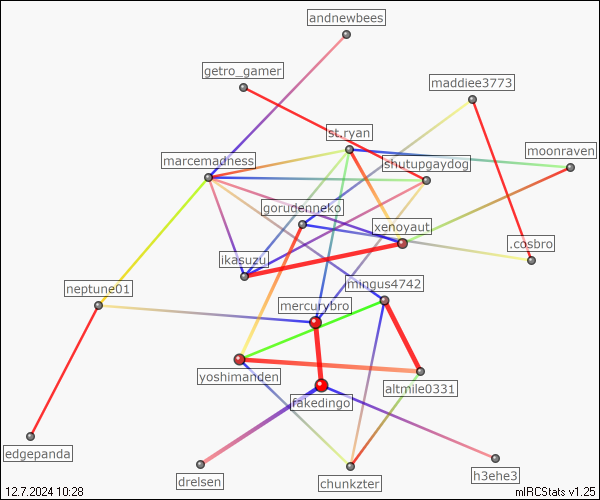 andnewbees
getro_gamer
maddiee3773
st.ryan
moonraven
marcemadness
shutupgaydog
gorudenneko
xenoyaut
.cosbro
ikasuzu
mingus4742
neptune01
mercurybro
yoshimanden
altmile0331
fakedingo
edgepanda
drelsen
chunkzter
h3ehe3
12.7.2024 10:28
mIRCStats v1.25